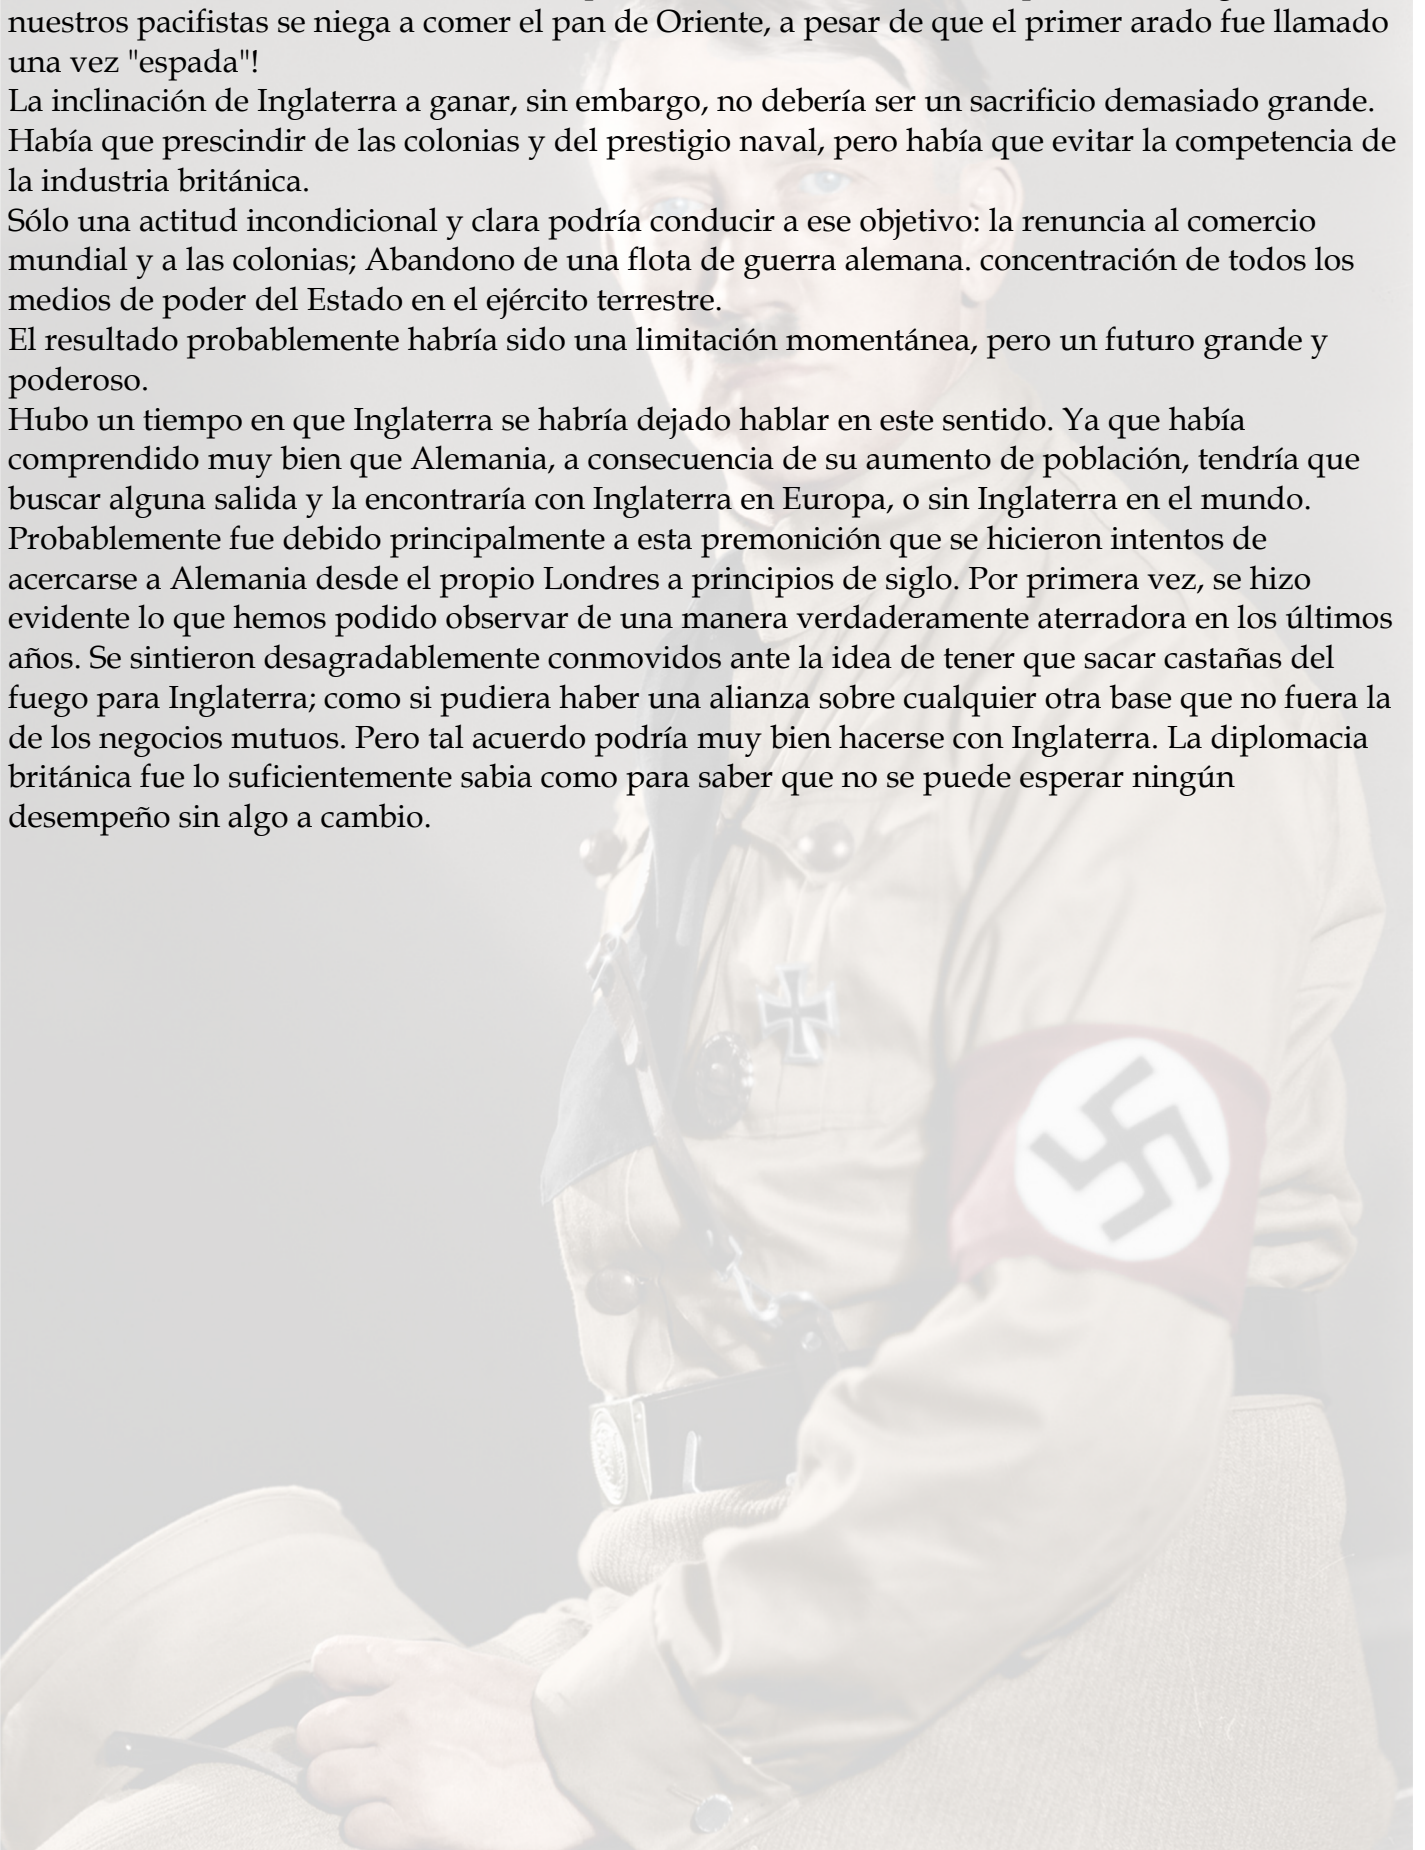 nuestros pacifistas se niega a comer el pan de Oriente, a pesar de que el primer arado fue llamado
una vez "espada"!
La inclinación de Inglaterra a ganar, sin embargo, no debería ser un sacrificio demasiado grande.
Había que prescindir de las colonias y del prestigio naval, pero había que evitar la competencia de
la industria británica.
Sólo una actitud incondicional y clara podría conducir a ese objetivo: la renuncia al comercio
mundial y a las colonias; Abandono de una flota de guerra alemana. concentración de todos los
medios de poder del Estado en el ejército terrestre.
El resultado probablemente habría sido una limitación momentánea, pero un futuro grande y
poderoso.
Hubo un tiempo en que Inglaterra se habría dejado hablar en este sentido. Ya que había
comprendido muy bien que Alemania, a consecuencia de su aumento de población, tendría que
buscar alguna salida y la encontraría con Inglaterra en Europa, o sin Inglaterra en el mundo.
Probablemente fue debido principalmente a esta premonición que se hicieron intentos de
acercarse a Alemania desde el propio Londres a principios de siglo. Por primera vez, se hizo
evidente lo que hemos podido observar de una manera verdaderamente aterradora en los últimos
años. Se sintieron desagradablemente conmovidos ante la idea de tener que sacar castañas del
fuego para Inglaterra; como si pudiera haber una alianza sobre cualquier otra base que no fuera la
de los negocios mutuos. Pero tal acuerdo podría muy bien hacerse con Inglaterra. La diplomacia
británica fue lo suficientemente sabia como para saber que no se puede esperar ningún
desempeño sin algo a cambio.